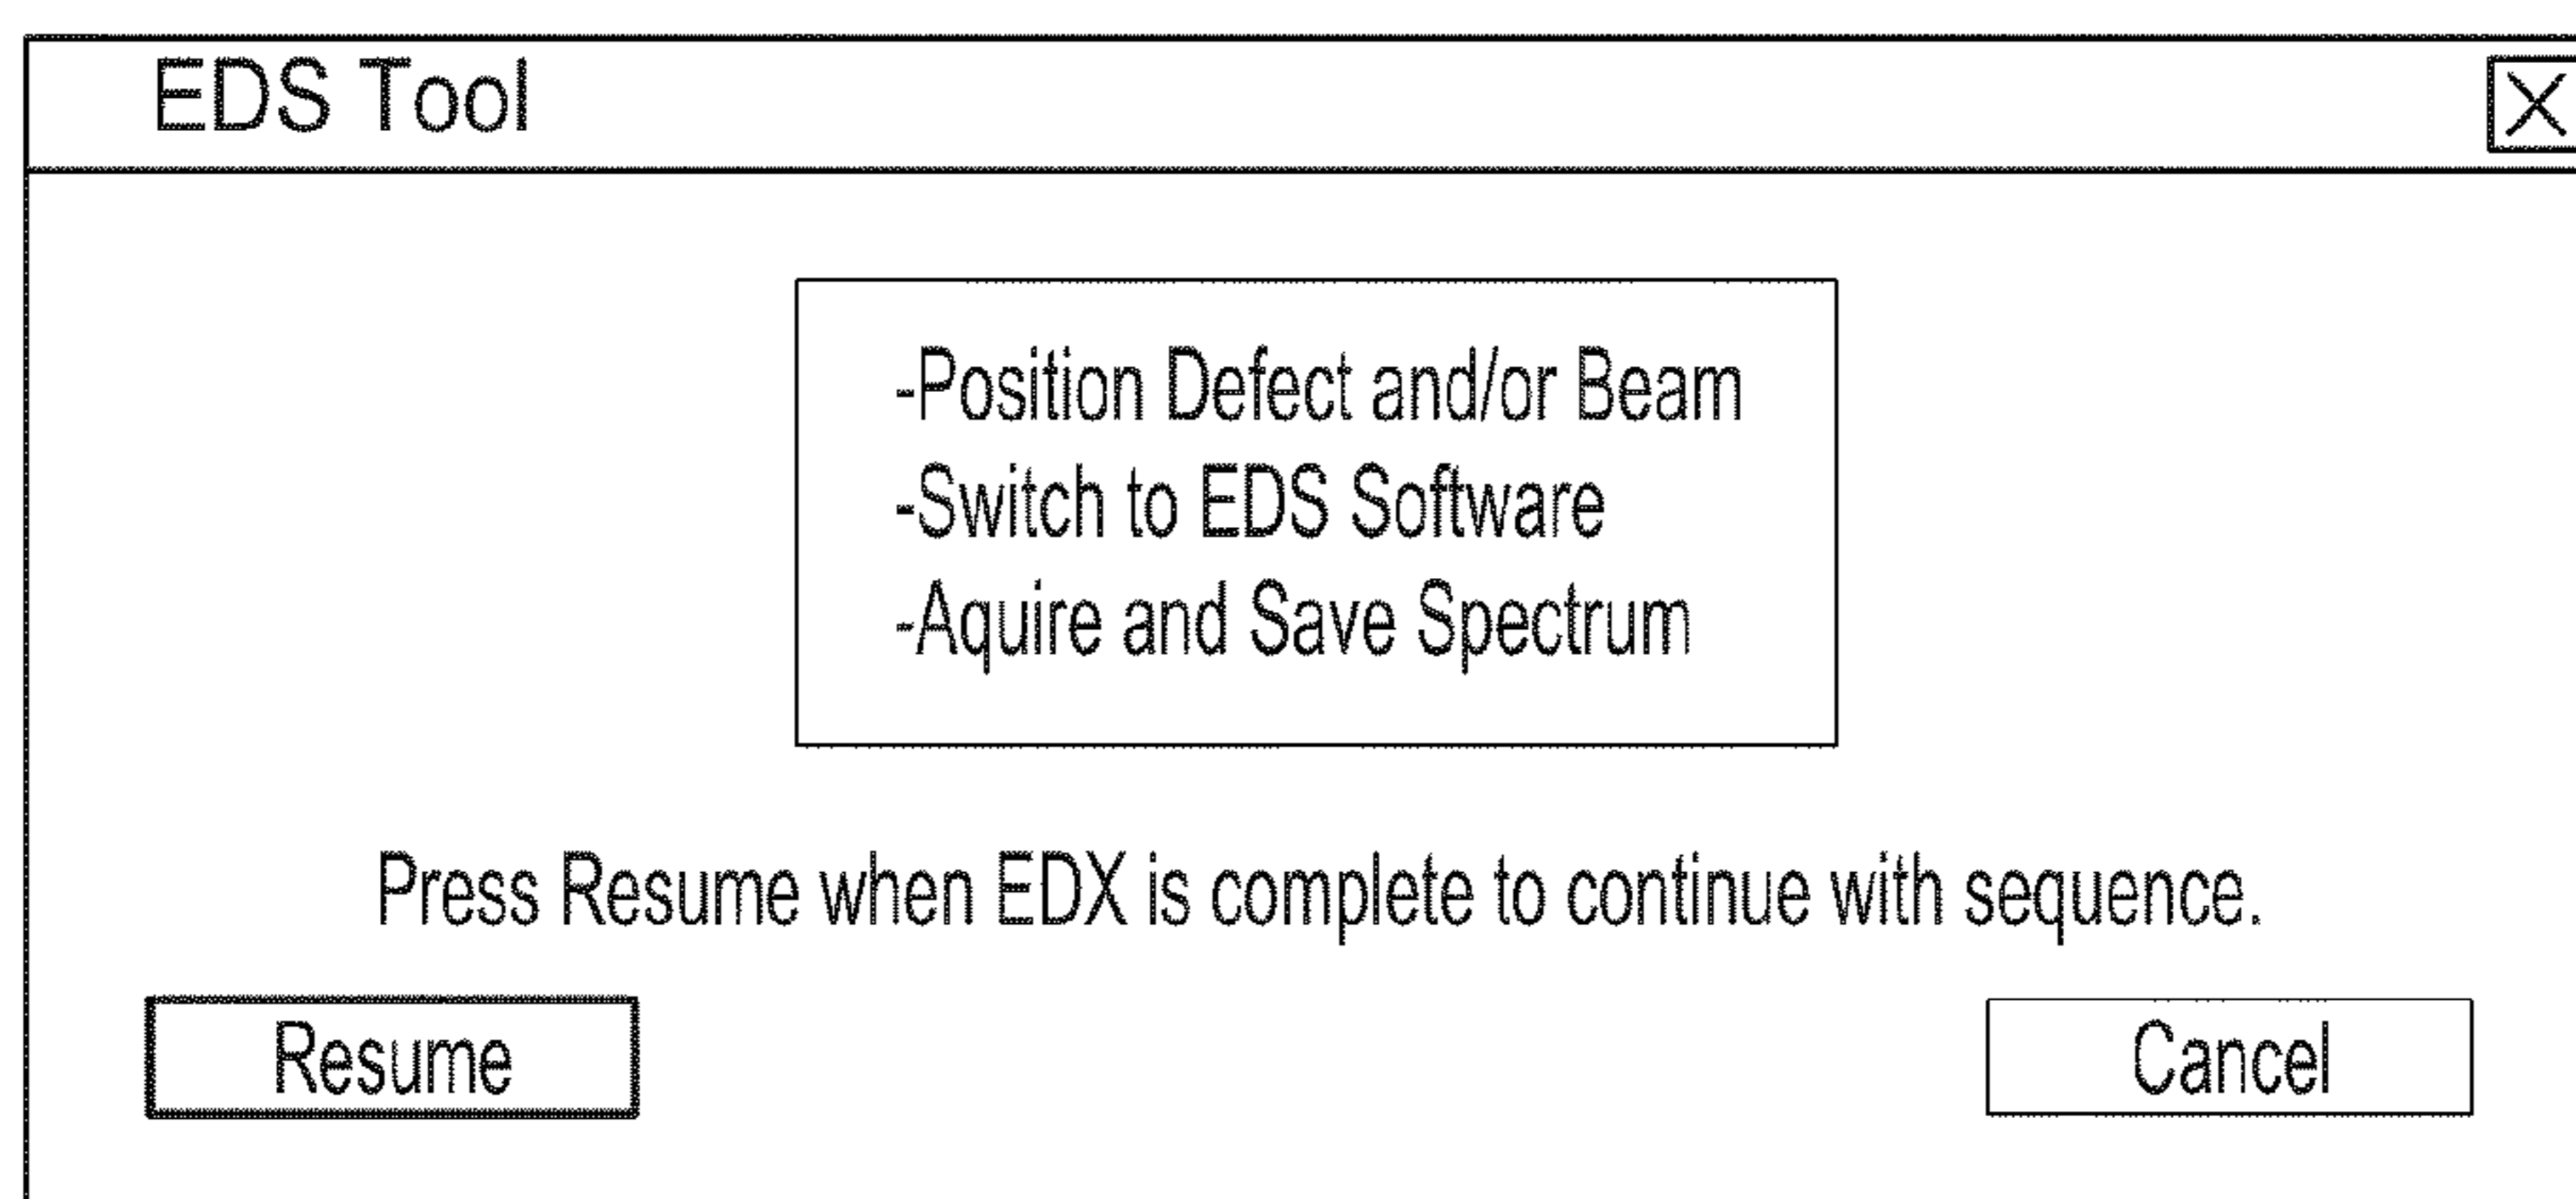 EDS Tool
X
-Position Defect and/or Beam
-Switch to EDS Software
-Aquire and Save Spectrum
Press Resume when EDX is complete to continue with sequence.
Resume
Cancel